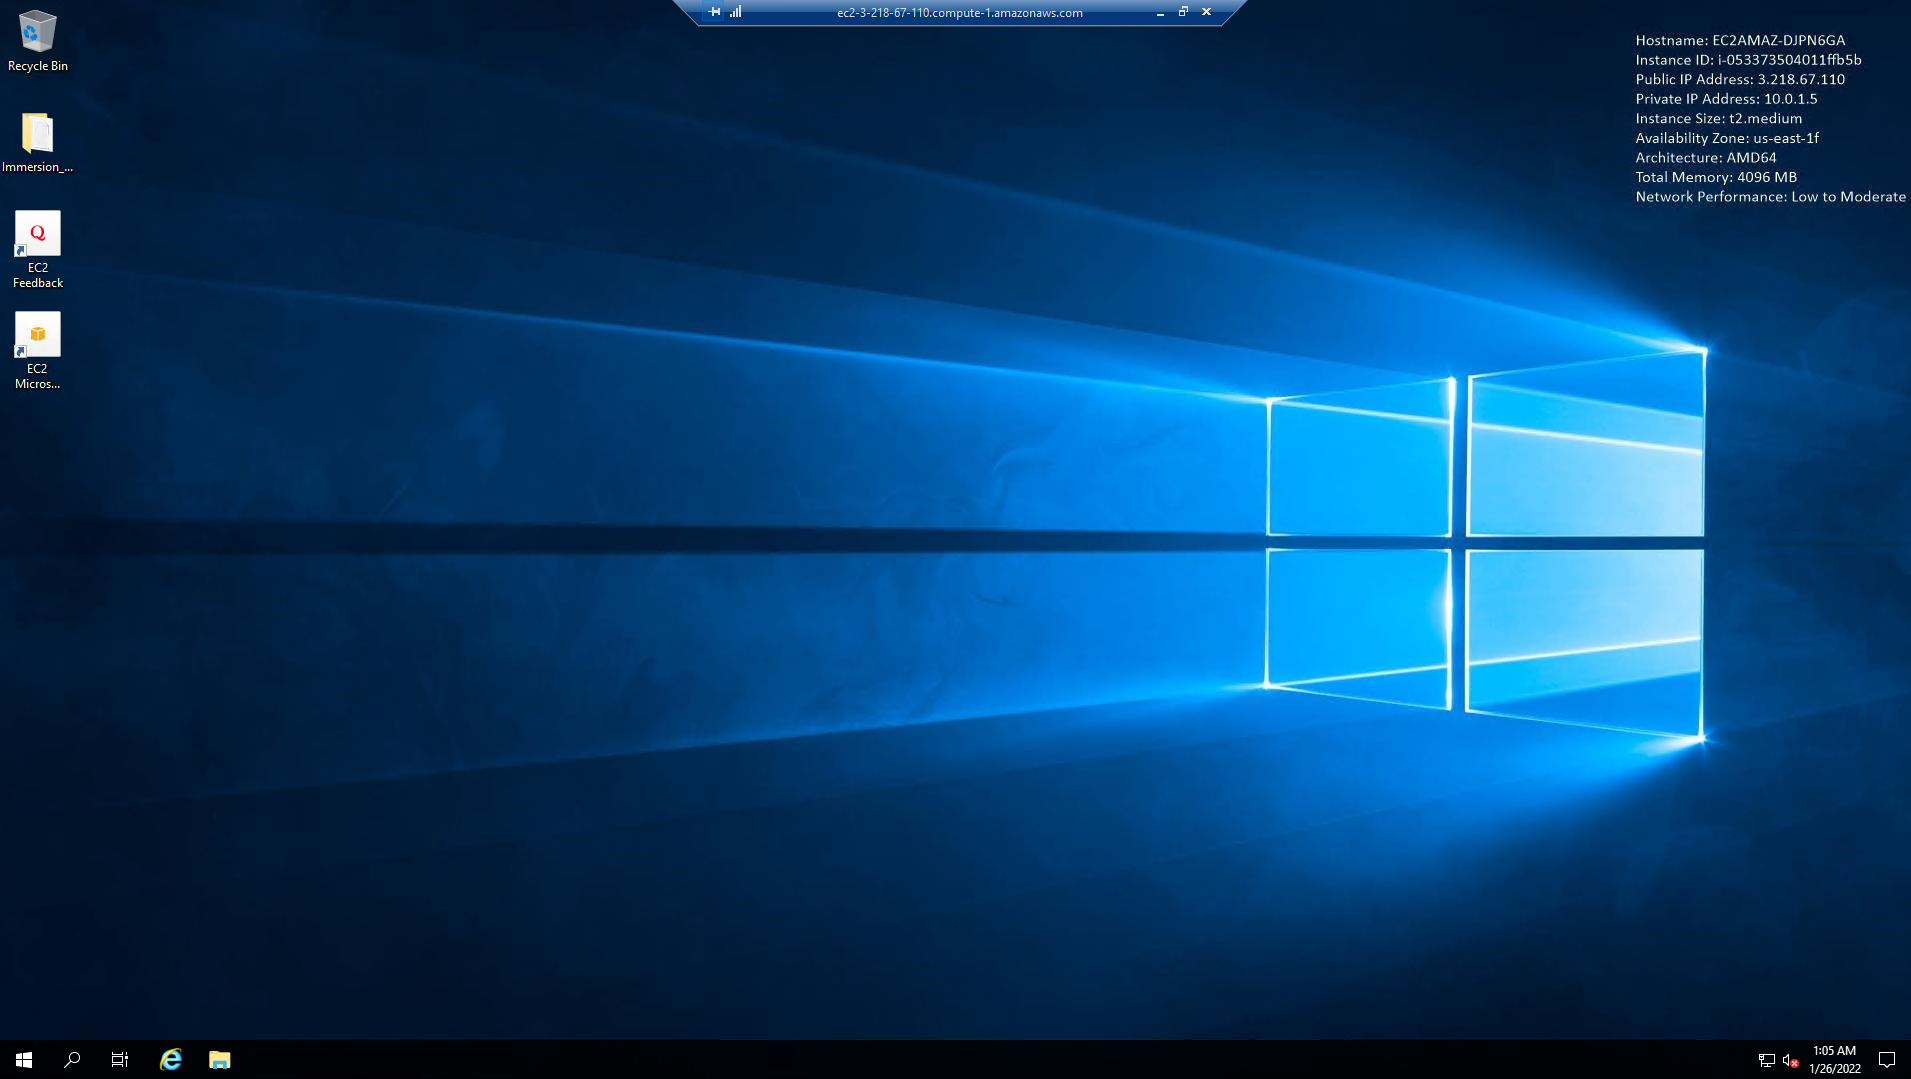 ec2-3-218-67-110.compute-1.amazonaws.com
Hostname: EC2AMAZ-DJPN6GA
Instance ID: i-053373504011ffb5b
Public IP Address: 3.218.67.110
Private IP Address: 10.0.1.5
Instance Size: t2.medium
Availability Zone: us-east-1f
Architecture: AMD64
Total Memory: 4096 MB
Network Performance: Low to Moderate
Recycle Bin
Immersion_...
Q
EC2
Feedback
EC2
Micros...
1:05 AM
1/26/2022